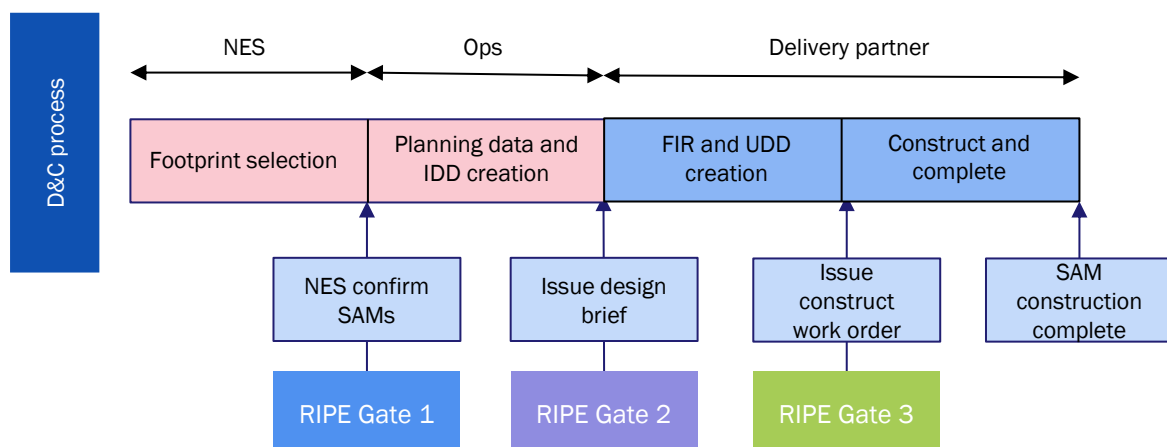 D&C process
NES
Ops
Delivery partner
Footprint selection
Planning data and
IDD creation
FIR and UDD
creation
Construct and
complete
NES confirm
SAMs
Issue design
brief
Issue
construct
work order
SAM
construction
complete
RIPE Gate 1
RIPE Gate 2
RIPE Gate 3